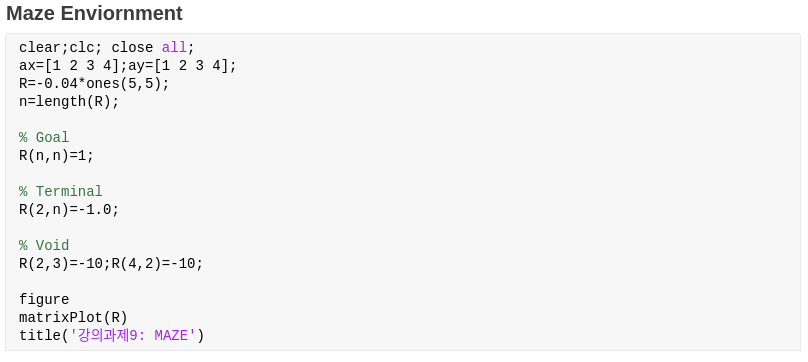 Maze Enviornment
clear;clc; close all;
ax=[1 2 3 4];ay=[1 2 3 4];
R=-0.04*ones(5,5);
n=length(R);
% Goal
R(n,n)=1;
% Terminal
R(2,n)=-1.0;
% Void
R(2,3)=-10;R(4,2)=-10;
figure
matrixPlot(R)
title('강의과제9: MAZE')